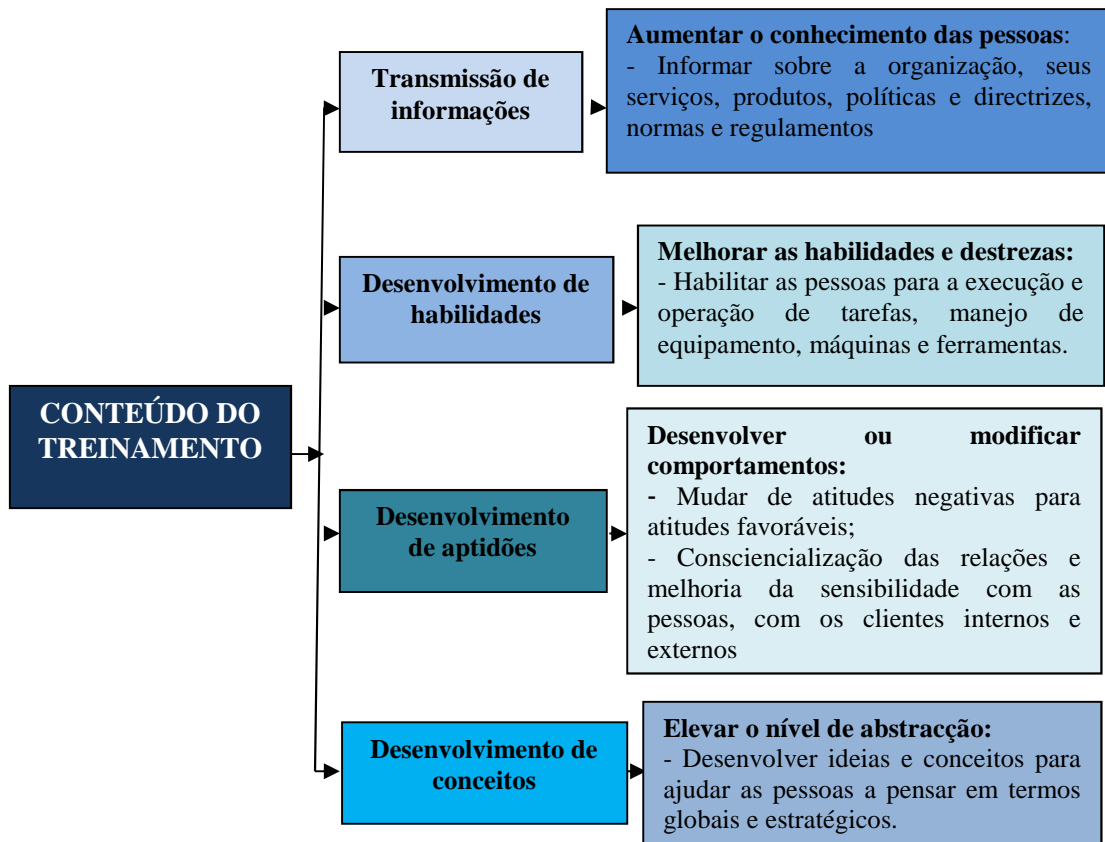 Transmissão de
informações
Aumentar o conhecimento das pessoas:
- Informar sobre a organização, seus
serviços, produtos, políticas e directrizes,
normas e regulamentos
Desenvolvimento de
habilidades
Melhorar as habilidades e destrezas:
- Habilitar as pessoas para a execução e
operação de tarefas, manejo de
equipamento, máquinas e ferramentas.
CONTEÚDO DO
TREINAMENTO
Desenvolvimento
de aptidões
Desenvolver ou modificar
comportamentos:
- Mudar de atitudes negativas para
atitudes favoráveis;
- Consciencialização das relações e
melhoria da sensibilidade com as
pessoas, com os clientes internos e
externos
Desenvolvimento de
conceitos
Elevar o nível de abstracção:
- Desenvolver ideias e conceitos para
ajudar as pessoas a pensar em termos
globais e estratégicos.